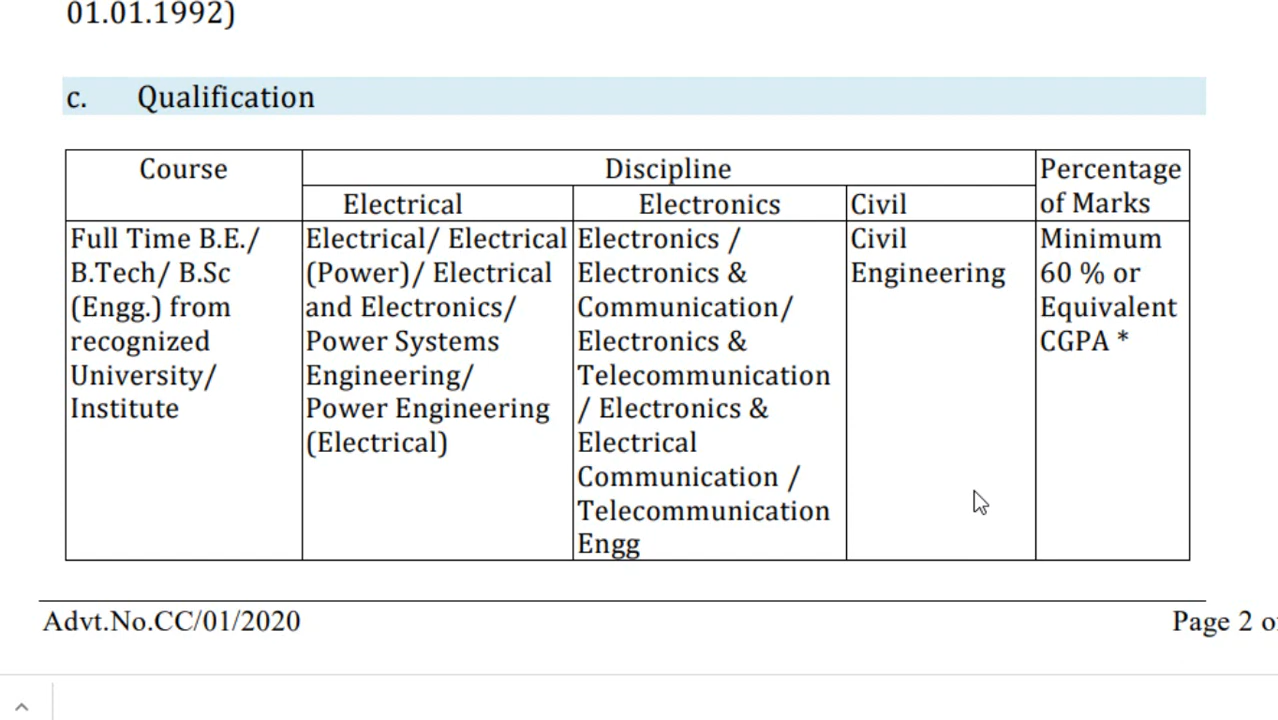 01.01.1992)
c. Qualification
Course Discipline Percentage of Marks
Electrical Electronics Civil
Full Time B.E./
B.Tech/ B.Sc
(Engg.) from
recognized
University/
Institute
Electrical/ Electrical
(Power)/ Electrical
and Electronics/
Power Systems
Engineering/
Power Engineering
(Electrical)
Electronics /
Electronics &
Communication/
Electronics &
Telecommunication
/ Electronics &
Electrical
Communication /
Telecommunication
Engg
Civil
Engineering
Minimum
60 % or
Equivalent
CGPA *
Advt.No.CC/01/2020
Page 2